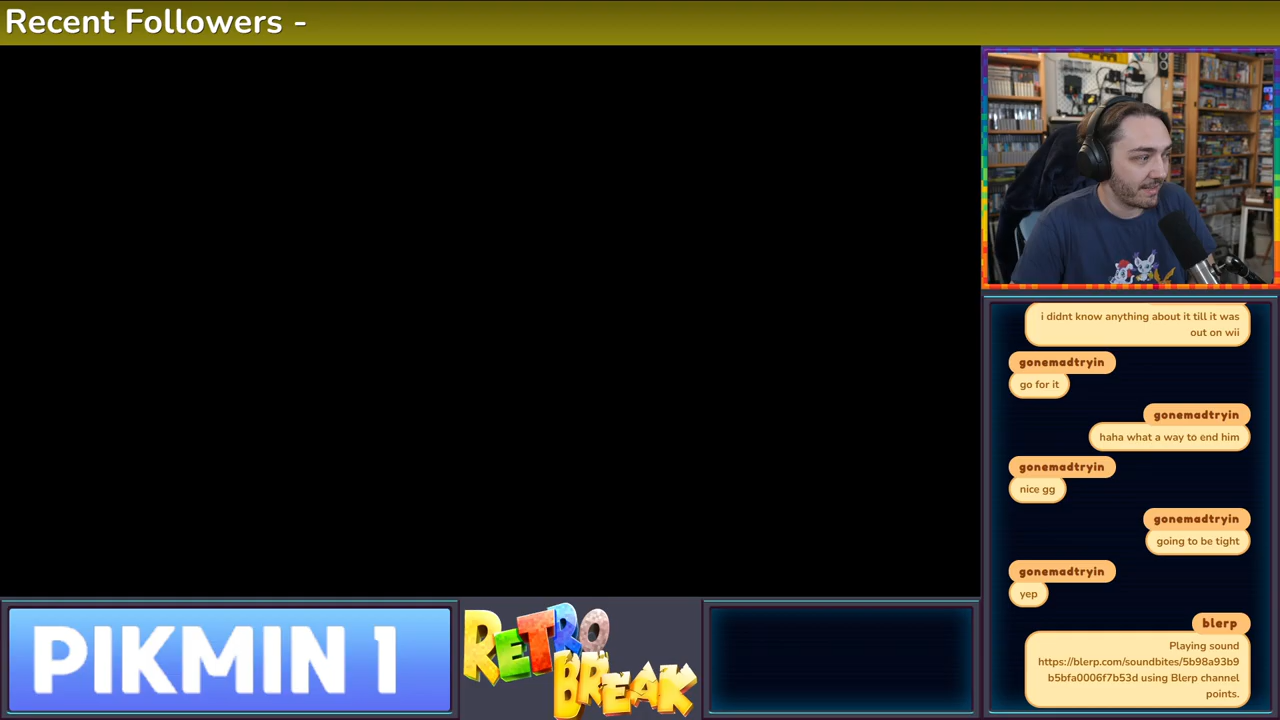 Recent Followers -
i didnt know anything about it till it was
out on wii
gonemadtryin
go for it
gonemadtryin
haha what a way to end him
gonemadtryin
nice gg
gonemadtryin
going to be tight
gonemadtryin
yep
blerp
Playing sound
https://blerp.com/soundbites/5b98a93b9
b5bfa0006f7b53d using Blerp channel
points.
PIKMIN 1
RETRO
BREAK